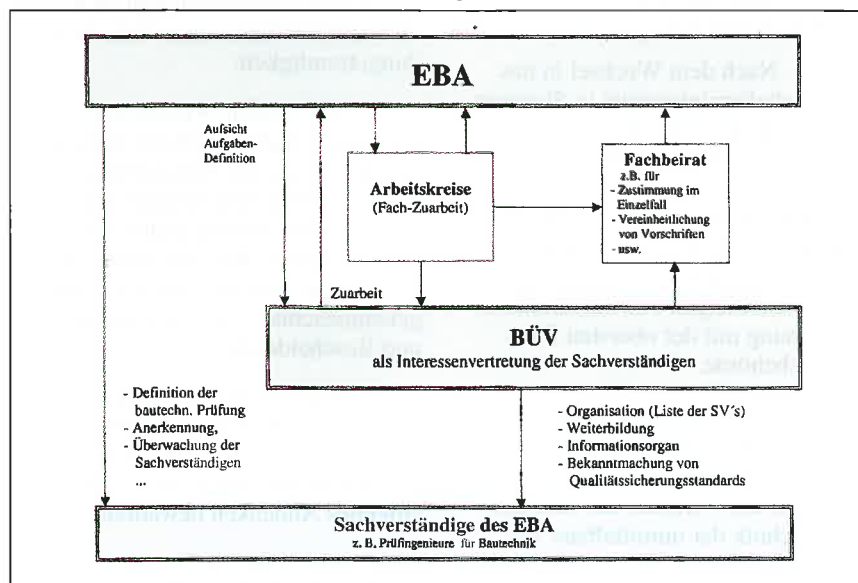 EBA
Aufsicht
Aufgaben-
Definition
Arbeitskreise
(Fach-Zuarbeit)
Fachbeirat
z.B. für
- Zustimmung im
Einzelfall
- Vereinheitlichung
von Vorschriften
- usw.
Zuarbeit
BÜV
als Interessenvertretung der Sachverständigen
- Definition der
bautechn. Prüfung
- Anerkennung,
- Überwachung der
Sachverständigen
...
- Organisation (Liste der SV´s)
- Weiterbildung
- Informationsorgan
- Bekanntmachung von
Qualitätssicherungsstandards
Sachverständige des EBA
z. B. Prüfingenieure für Bautechnik